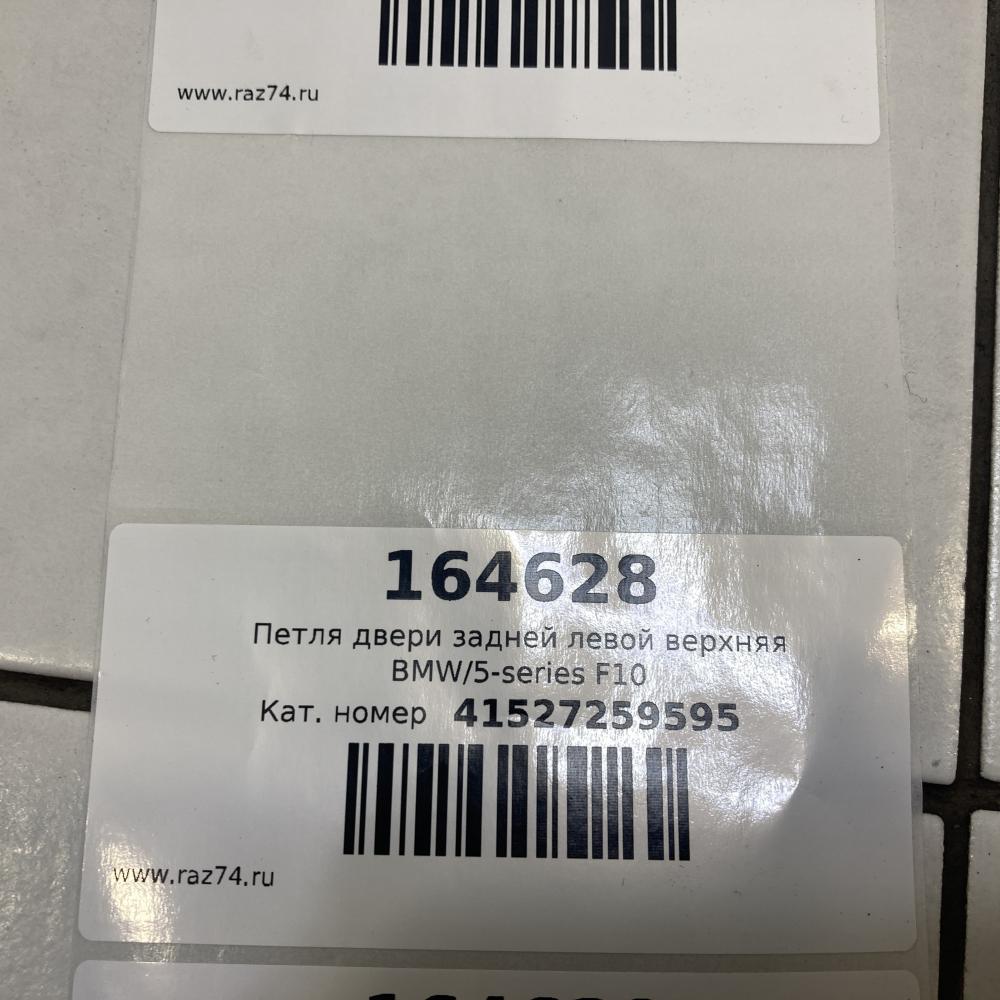 www.raz74.ru
164628
Петля двери задней левой верхняя
BMW/5-series F10
Кат. номер 41527259595
www.raz74.ru